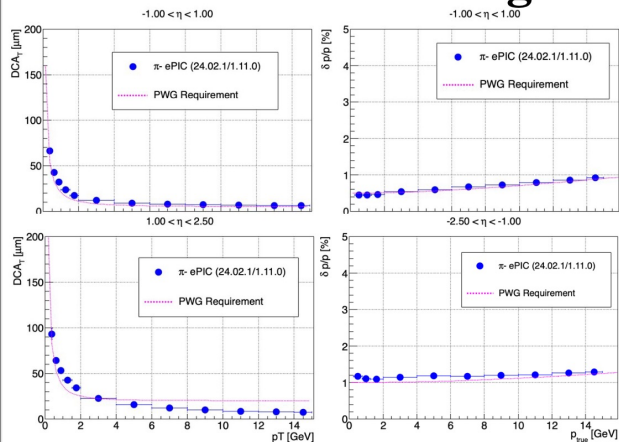 -1.00 < η < 1.00
DCA_T [μm]
200
150
100
50
0
π- ePIC (24.02.1/1.11.0)
PWG Requirement
-1.00 < η < 1.00
δ p/p [%]
5
4
3
2
1
0
π- ePIC (24.02.1/1.11.0)
PWG Requirement
1.00 < η < 2.50
DCA_T [μm]
200
150
100
50
0
π- ePIC (24.02.1/1.11.0)
PWG Requirement
0 2 4 6 8 10 12 14
pT [GeV]
-2.50 < η < -1.00
δ p/p [%]
5
4
3
2
1
0
π- ePIC (24.02.1/1.11.0)
PWG Requirement
0 2 4 6 8 10 12 14
p_true [GeV]